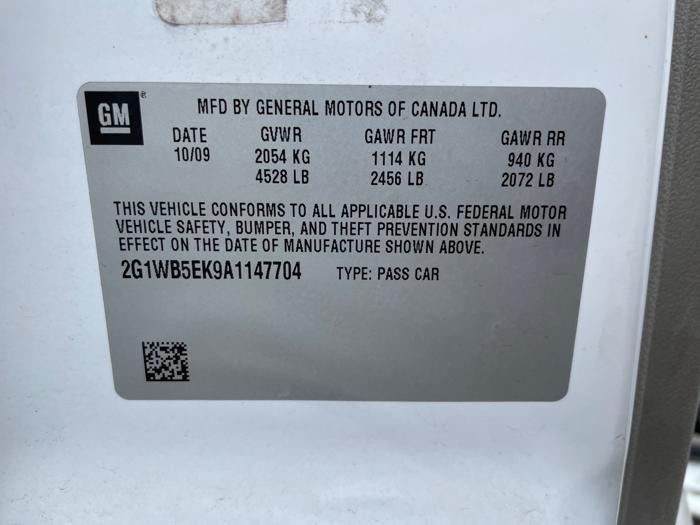 GM ®
MFD BY GENERAL MOTORS OF CANADA LTD.
DATE GVWR GAWR FRT GAWR RR
10/09 2054 KG 1114 KG 940 KG
4528 LB 2456 LB 2072 LB
THIS VEHICLE CONFORMS TO ALL APPLICABLE U.S. FEDERAL MOTOR
VEHICLE SAFETY, BUMPER, AND THEFT PREVENTION STANDARDS IN
EFFECT ON THE DATE OF MANUFACTURE SHOWN ABOVE.
2G1WB5EK9A1147704 TYPE: PASS CAR